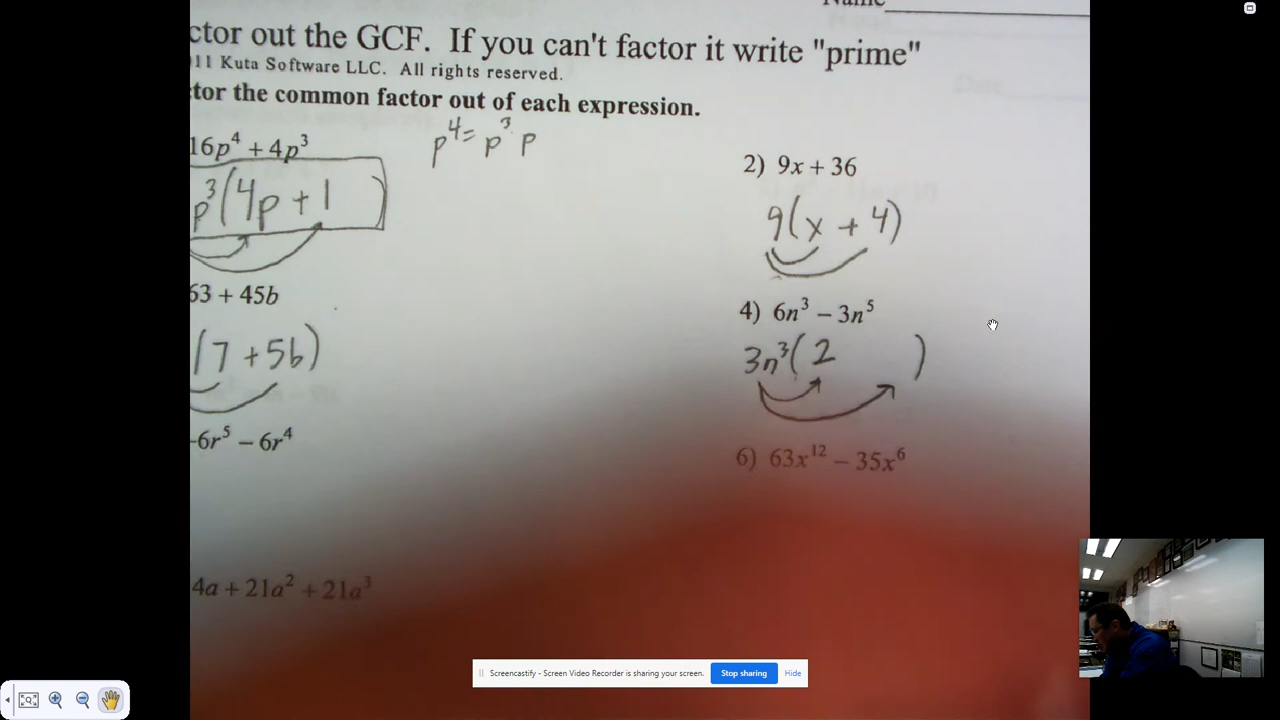 Name
ctor out the GCF. If you can't factor it write "prime"
11 Kuta Software LLC. All rights reserved.
tor the common factor out of each expression.
16p⁴ + 4p³
p⁴= p³ p
p³(4p + 1 )
2) 9x + 36
9(x + 4)
63 + 45b
(7 + 5b)
4) 6n³ − 3n⁵
3n³( 2 )
-6r⁵ − 6r⁴
6) 63x¹² − 35x⁶
4a + 21a² + 21a³
Screencastify - Screen Video Recorder is sharing your screen.
Stop sharing
Hide